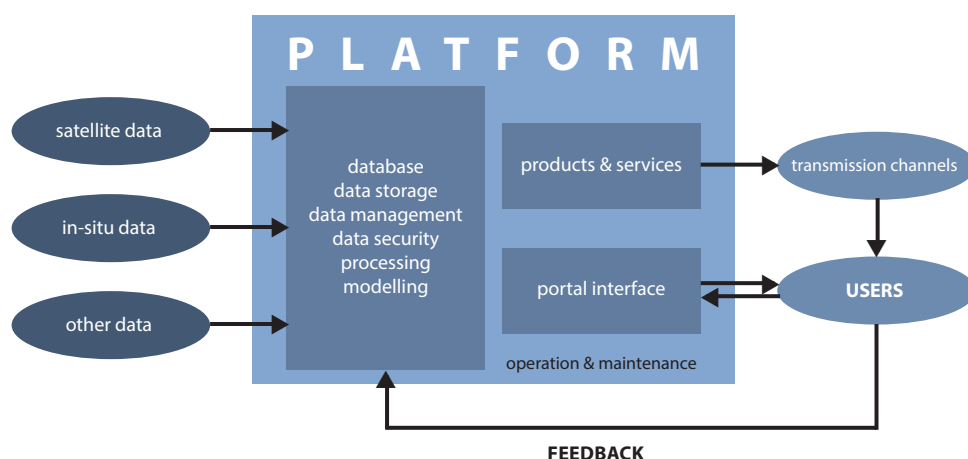 PLATFORM
satellite data
in-situ data
other data
database
data storage
data management
data security
processing
modelling
products & services
portal interface
operation & maintenance
transmission channels
USERS
FEEDBACK